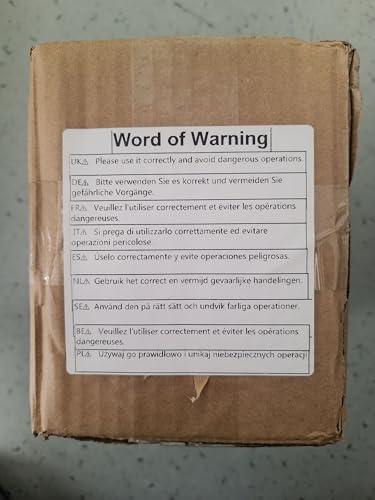 Word of Warning
UK⚠ Please use it correctly and avoid dangerous operations.
DE⚠ Bitte verwenden Sie es korrekt und vermeiden Sie
gefährliche Vorgänge.
FR⚠ Veuillez l'utiliser correctement et éviter les opérations
dangereuses.
IT⚠ Si prega di utilizzarlo correttamente ed evitare
operazioni pericolose
ES⚠ Úselo correctamente y evite operaciones peligrosas.
NL⚠ Gebruik het correct en vermijd gevaarlijke handelingen.
SE⚠ Använd den på rätt sätt och undvik farliga operationer.
BE⚠ Veuillez l'utiliser correctement et éviter les opérations
dangereuses.
PL⚠ Używaj go prawidłowo i unikaj niebezpiecznych operacji